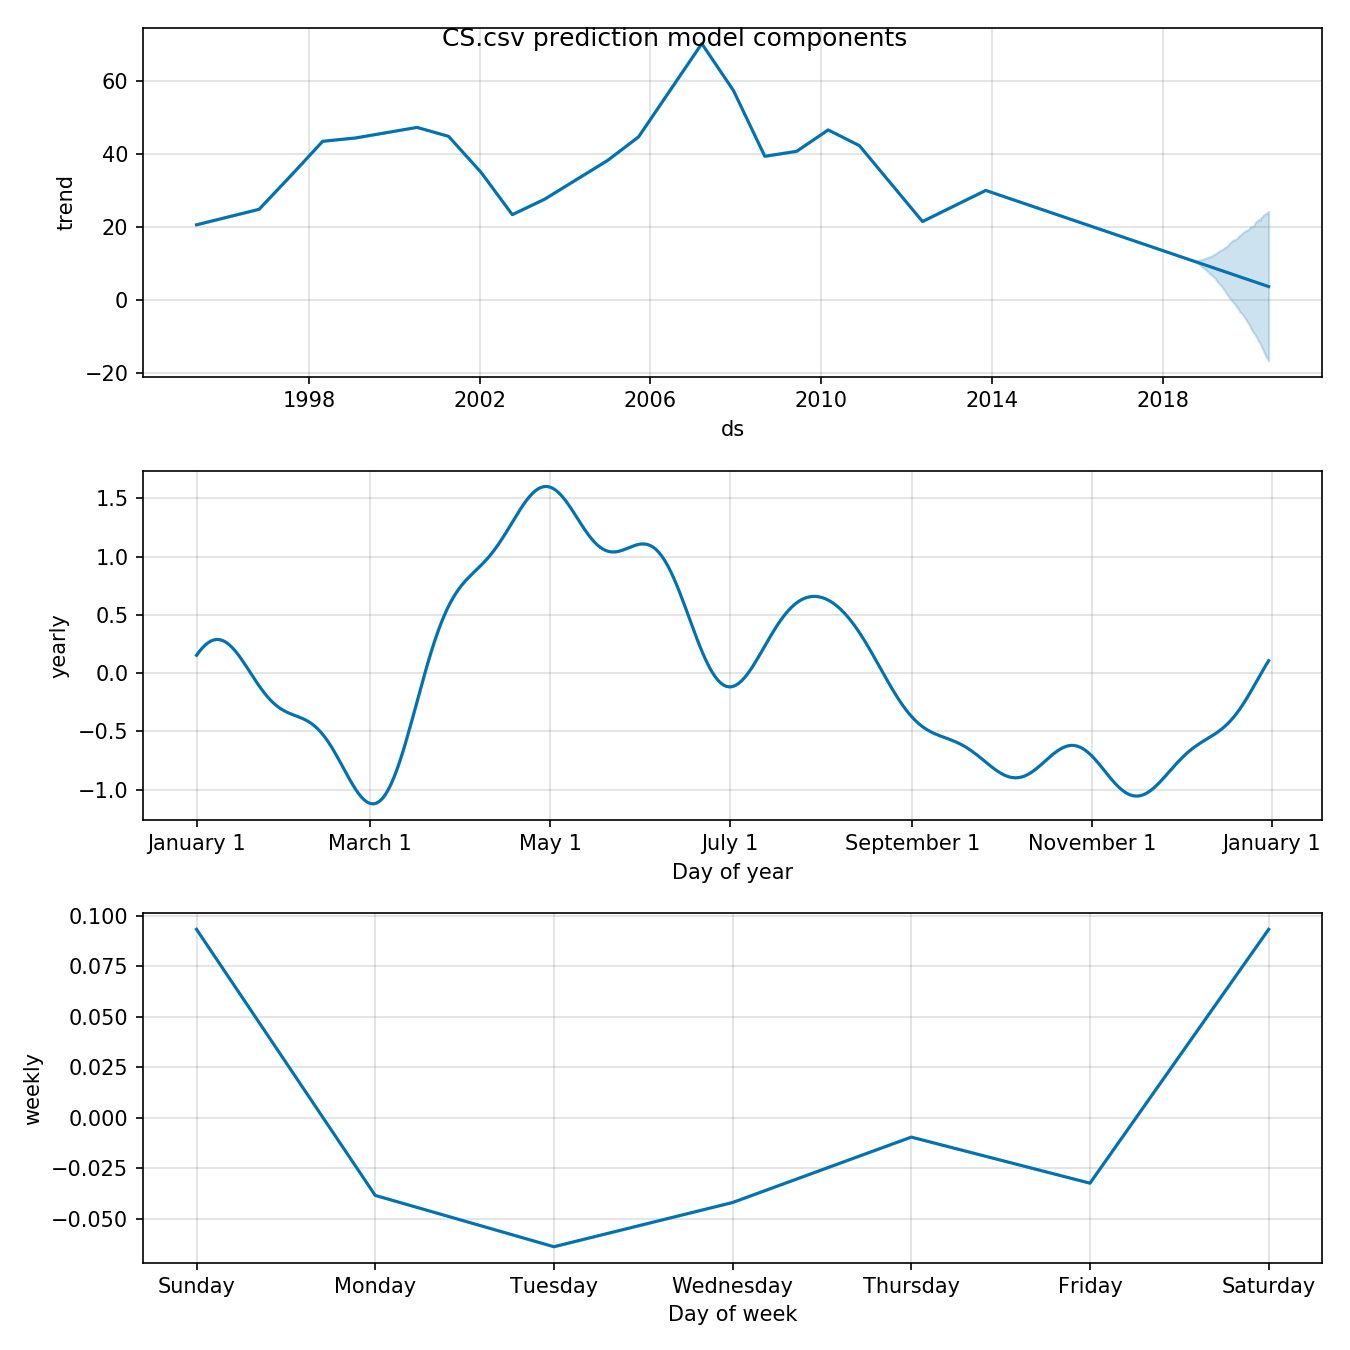 CS.csv prediction model components
60
40
20
0
−20
trend
1998 2002 2006 2010 2014 2018
ds
1.5
1.0
0.5
0.0
−0.5
−1.0
yearly
January 1 March 1 May 1 July 1 September 1 November 1 January 1
Day of year
0.100
0.075
0.050
0.025
0.000
−0.025
−0.050
weekly
Sunday Monday Tuesday Wednesday Thursday Friday Saturday
Day of week